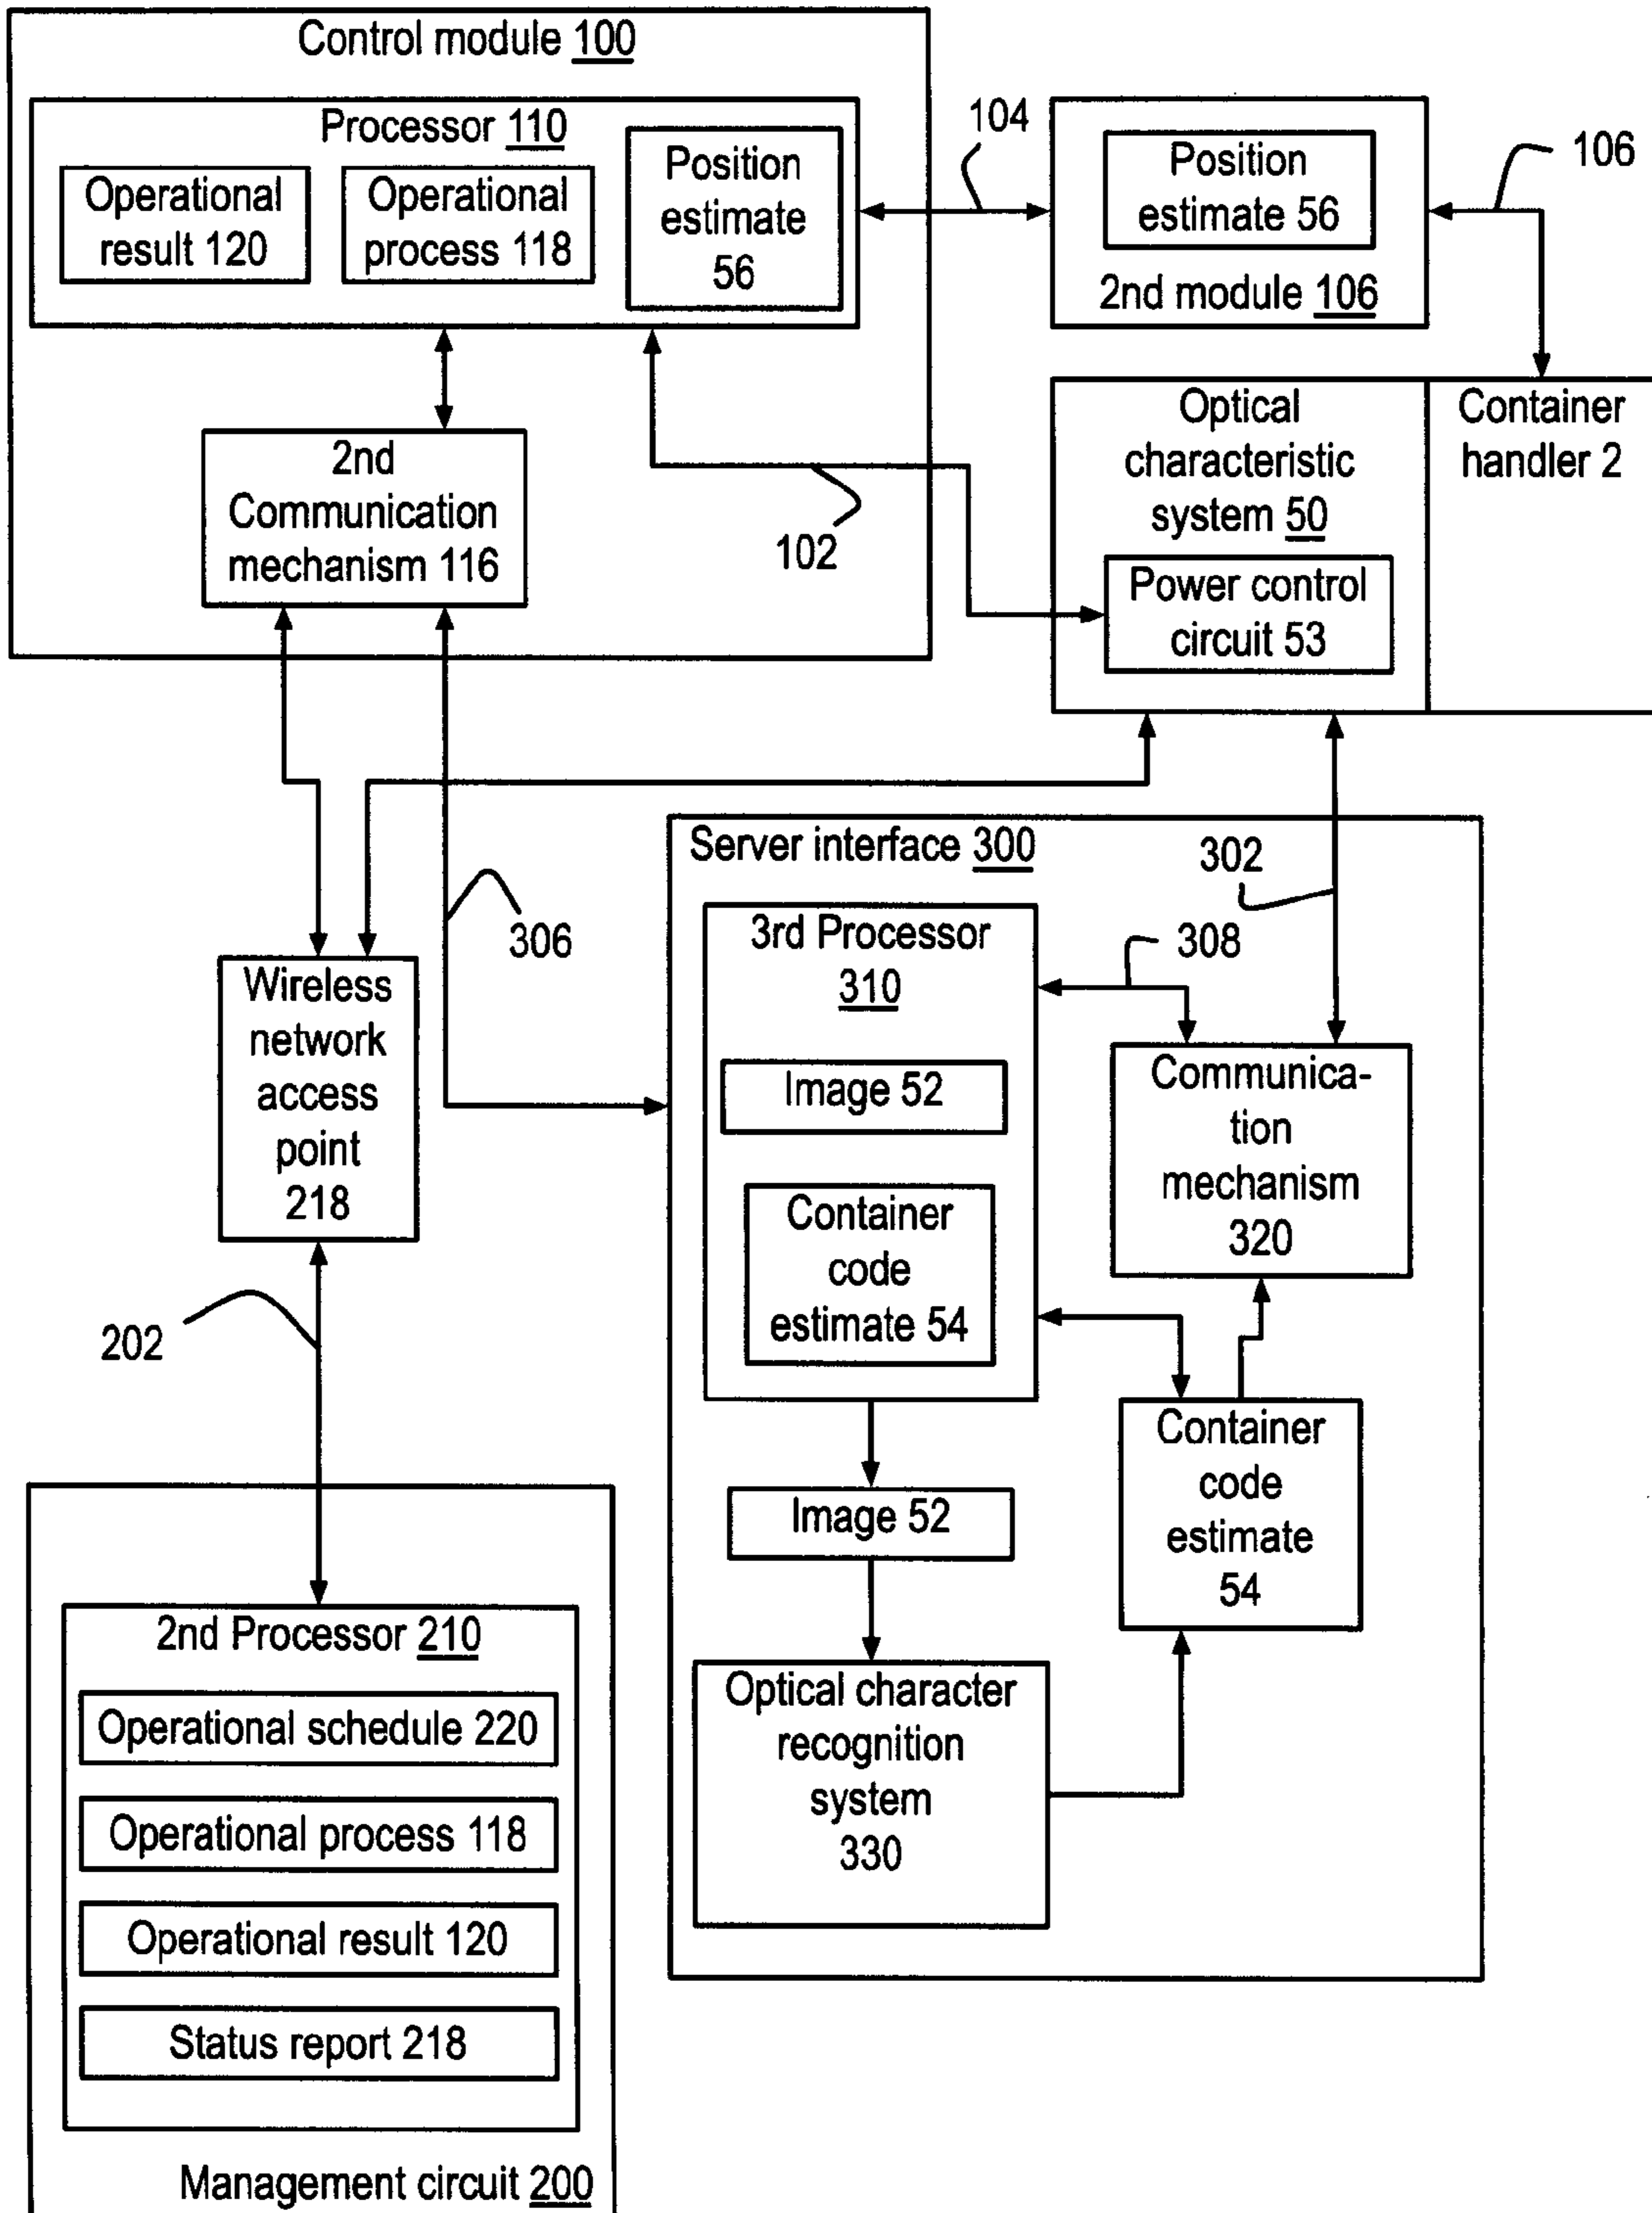 Control module 100
Processor 110
Operational
result 120
Operational
process 118
Position
estimate
56
104
Position
estimate 56
2nd module 106
106
2nd
Communication
mechanism 116
102
Optical
characteristic
system 50
Power control
circuit 53
Container
handler 2
Server interface 300
302
306
3rd Processor
310
308
Image 52
Container
code
estimate 54
Communica-
tion
mechanism
320
Wireless
network
access
point
218
202
Image 52
Container
code
estimate
54
Optical character
recognition
system
330
2nd Processor 210
Operational schedule 220
Operational process 118
Operational result 120
Status report 218
Management circuit 200